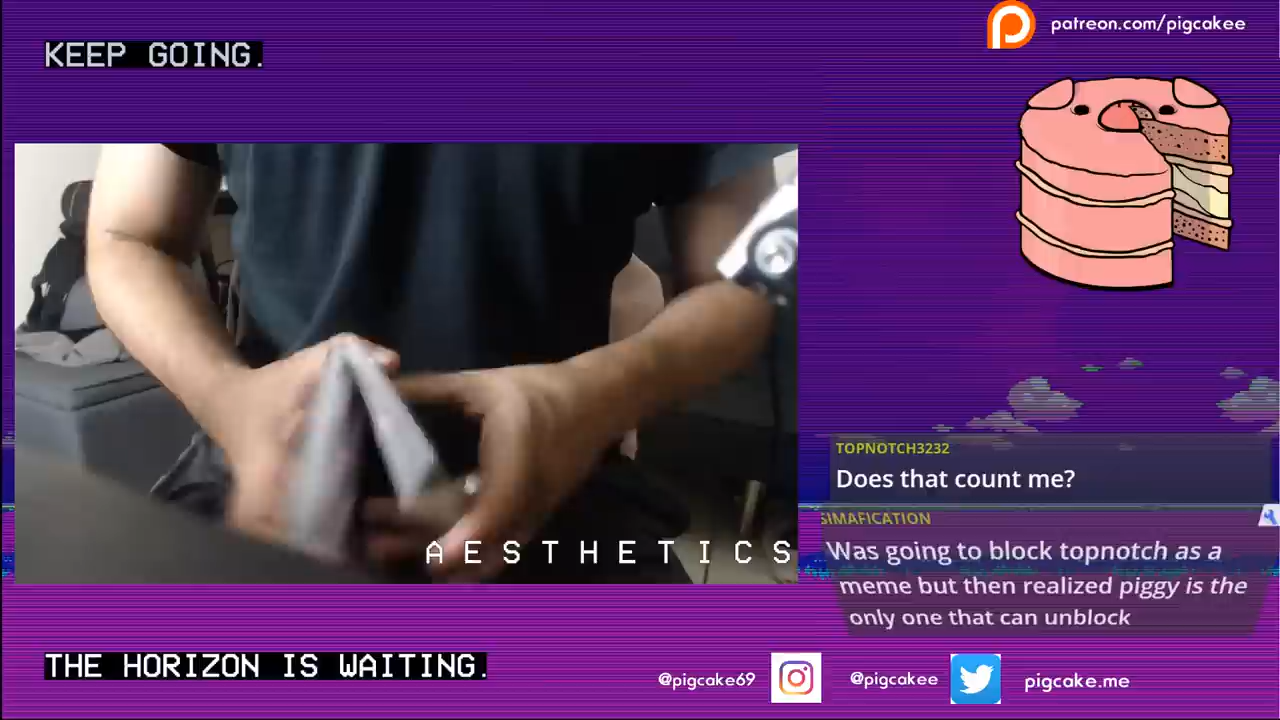 KEEP GOING.
patreon.com/pigcakee
A E S T H E T I C S
TOPNOTCH3232
Does that count me?
SIMAFICATION
Was going to block topnotch as a
meme but then realized piggy is the
only one that can unblock
THE HORIZON IS WAITING.
@pigcake69
@pigcakee
pigcake.me